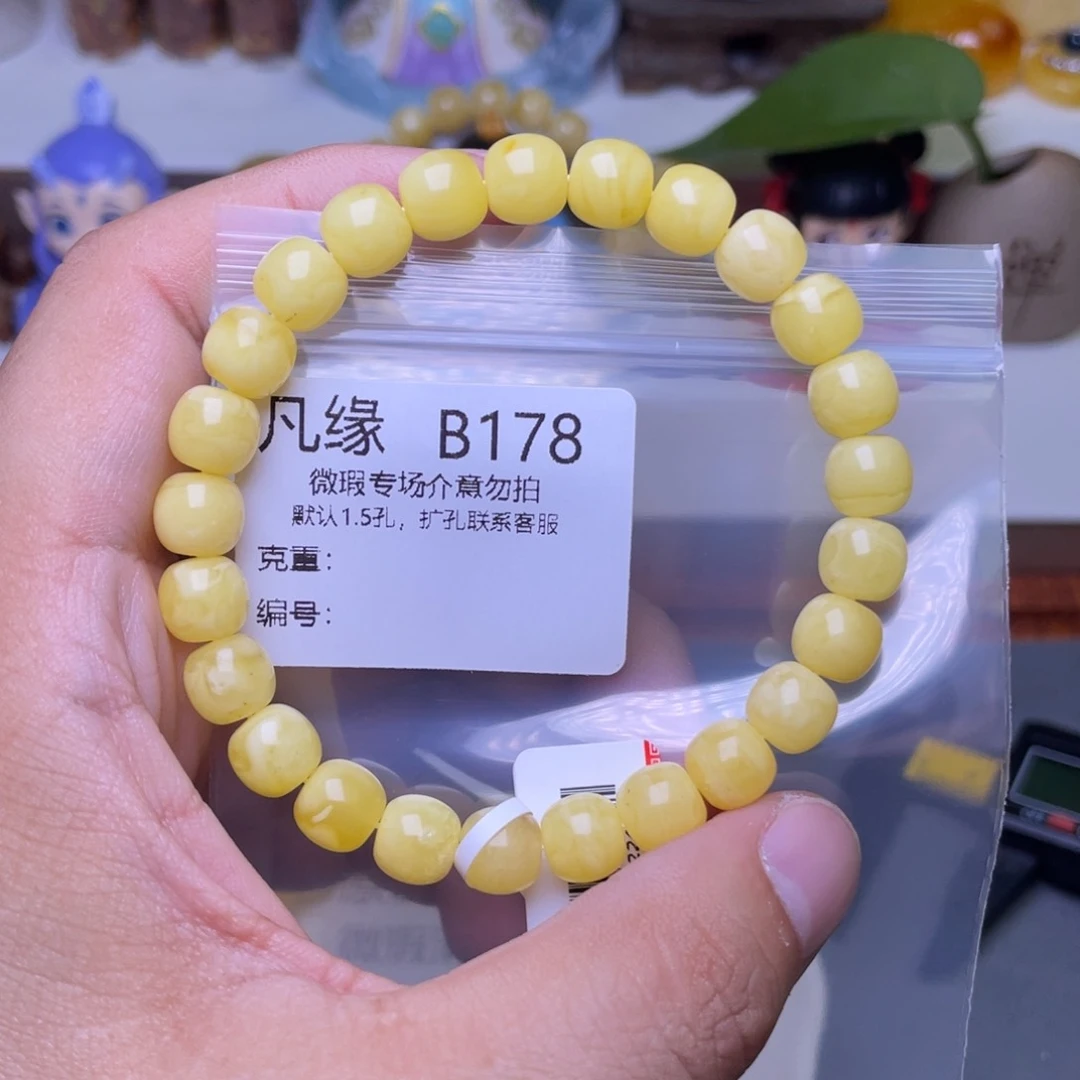 凡缘 B178
微瑕专场介意勿拍
默认1.5孔，扩孔联系客服
克重：
编号：